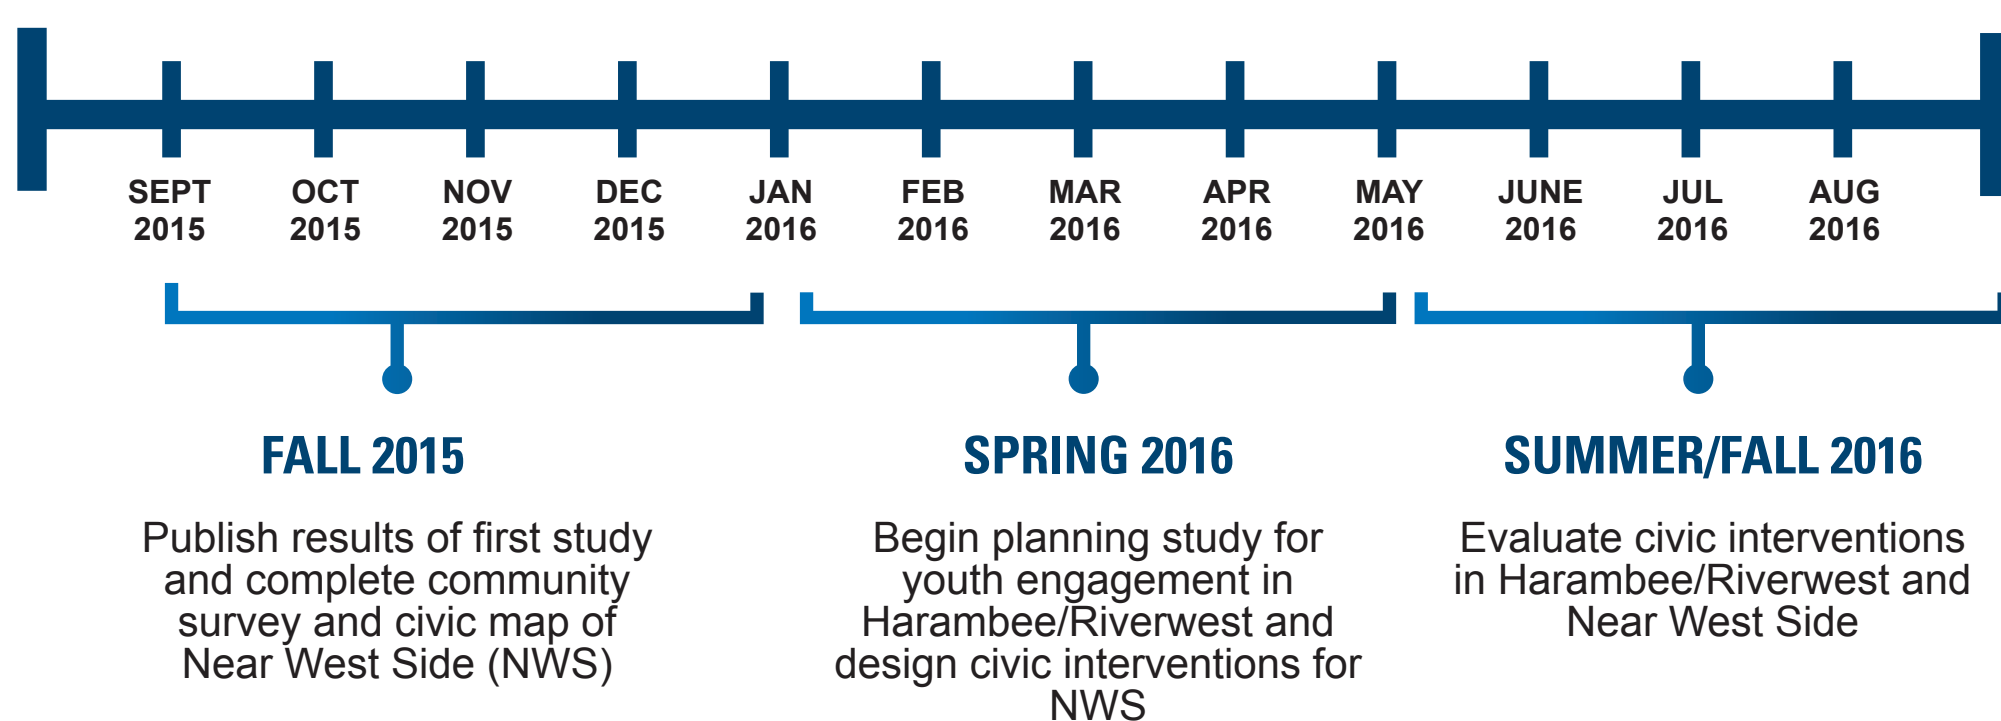 SEPT OCT NOV DEC JAN FEB MAR APR MAY JUNE JUL AUG
2015 2015 2015 2015 2016 2016 2016 2016 2016 2016 2016 2016
FALL 2015
Publish results of first study
and complete community
survey and civic map of
Near West Side (NWS)
SPRING 2016
Begin planning study for
youth engagement in
Harambee/Riverwest and
design civic interventions for
NWS
SUMMER/FALL 2016
Evaluate civic interventions
in Harambee/Riverwest and
Near West Side